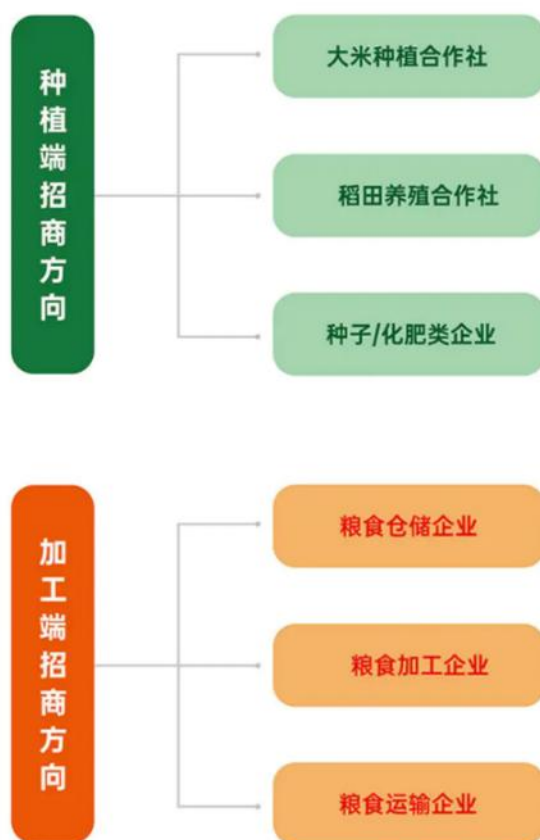 种植端招商方向
大米种植合作社
稻田养殖合作社
种子/化肥类企业
加工端招商方向
粮食仓储企业
粮食加工企业
粮食运输企业